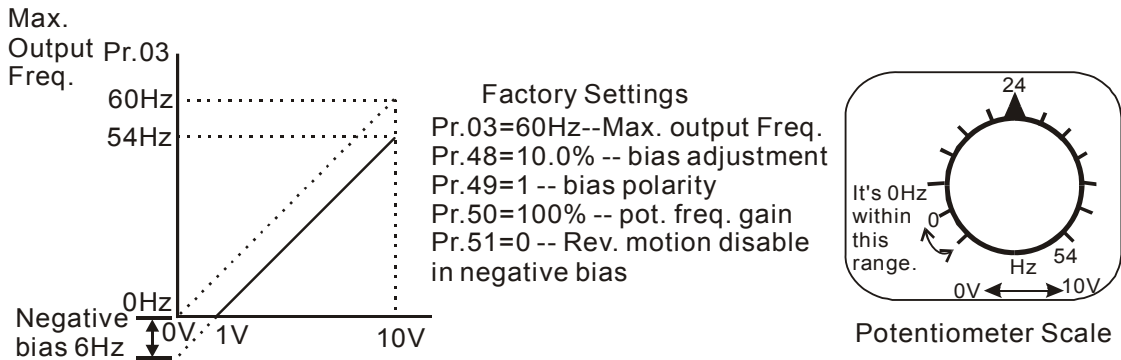 Max.
Output Pr.03
Freq.
60Hz
54Hz
0Hz
Negative
bias 6Hz
0V
1V
10V
Factory Settings
Pr.03=60Hz--Max. output Freq.
Pr.48=10.0% -- bias adjustment
Pr.49=1 -- bias polarity
Pr.50=100% -- pot. freq. gain
Pr.51=0 -- Rev. motion disable
in negative bias
24
It's 0Hz
within
this
range.
0
54
Hz
0V
10V
Potentiometer Scale